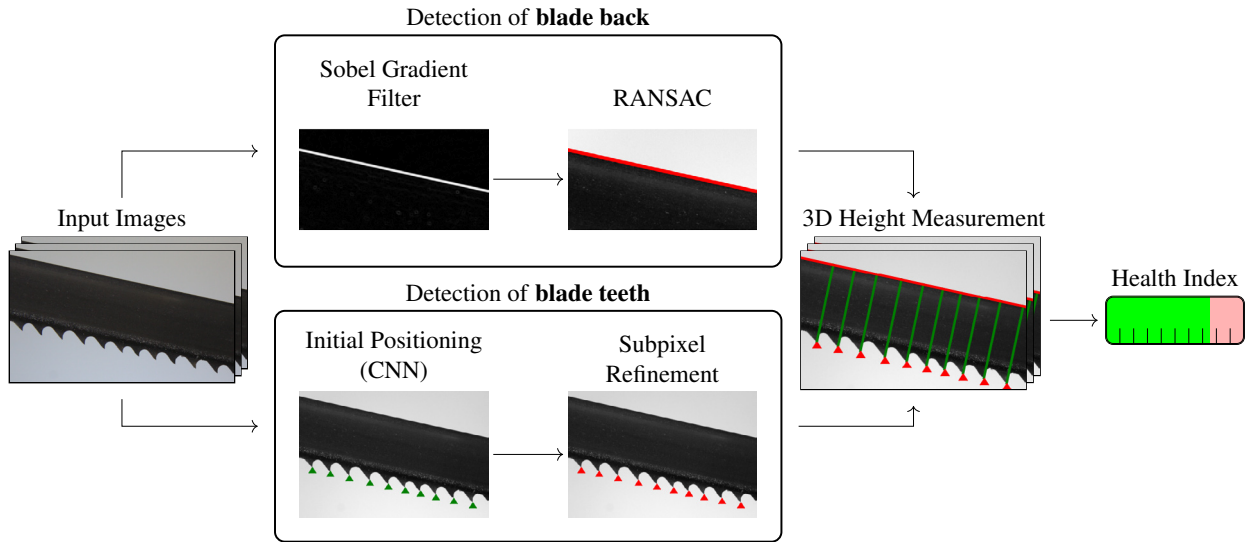 Detection of blade back
Sobel Gradient
Filter
RANSAC
Input Images
3D Height Measurement
Health Index
Detection of blade teeth
Initial Positioning
(CNN)
Subpixel
Refinement